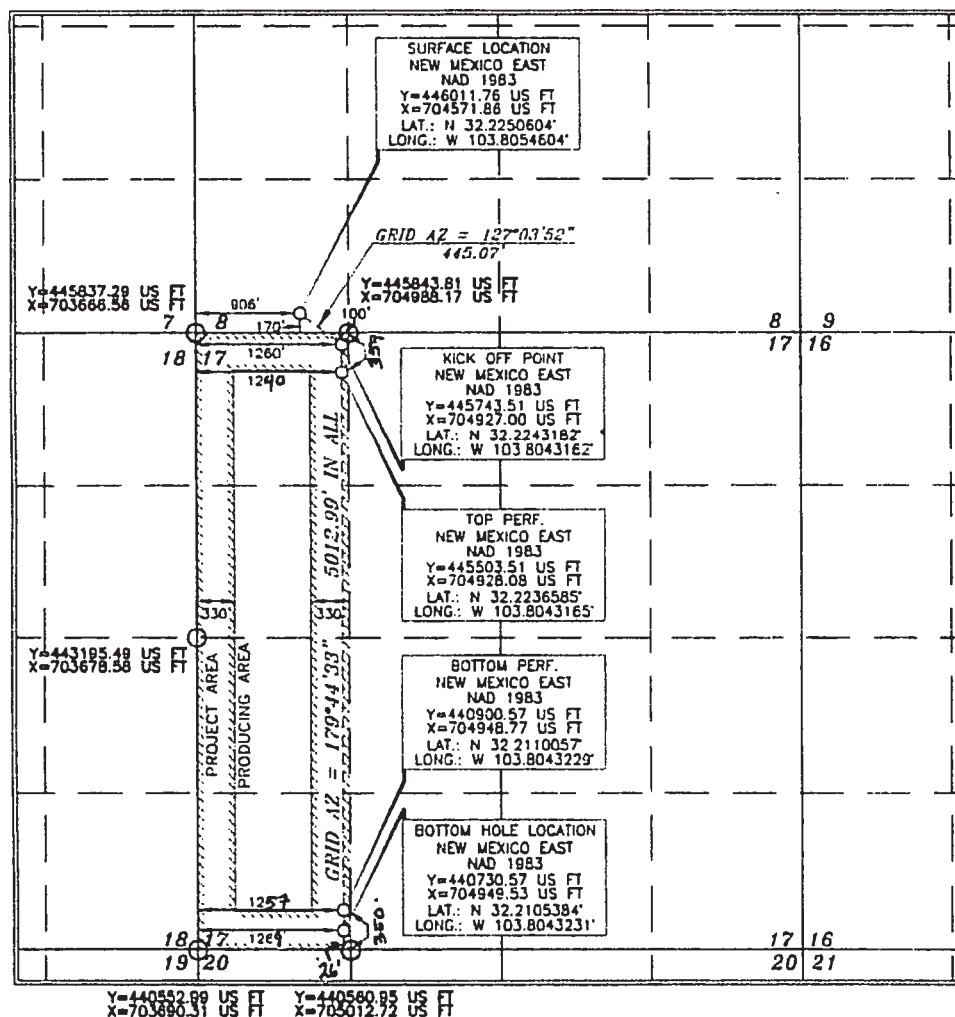 SURFACE LOCATION
NEW MEXICO EAST
NAD 1983
Y=446011.76 US FT
X=704571.86 US FT
LAT.: N 32.2250604°
LONG.: W 103.8054604°
GRID AZ = 127°03'52"
445.07'
Y=445837.29 US FT
X=703666.58 US FT
Y=445843.81 US FT
X=704988.17 US FT
906'
170'
100'
7 8
18 17
8 9
17 16
1260'
359'
1240
KICK OFF POINT
NEW MEXICO EAST
NAD 1983
Y=445743.51 US FT
X=704927.00 US FT
LAT.: N 32.2243182°
LONG.: W 103.8043162°
TOP PERF.
NEW MEXICO EAST
NAD 1983
Y=445503.51 US FT
X=704928.08 US FT
LAT.: N 32.2236585°
LONG.: W 103.8043165°
330'
330'
Y=443195.49 US FT
X=703678.58 US FT
PROJECT AREA
PRODUCING AREA
GRID AZ = 179°44'33" 5012.99' IN ALL
BOTTOM PERF.
NEW MEXICO EAST
NAD 1983
Y=440900.57 US FT
X=704948.77 US FT
LAT.: N 32.2110057°
LONG.: W 103.8043229°
BOTTOM HOLE LOCATION
NEW MEXICO EAST
NAD 1983
Y=440730.57 US FT
X=704949.53 US FT
LAT.: N 32.2105384°
LONG.: W 103.8043231°
1257
350'
18 17
19 20
17 16
20 21
Y=440552.99 US FT
X=703690.31 US FT
Y=440560.95 US FT
X=705012.72 US FT